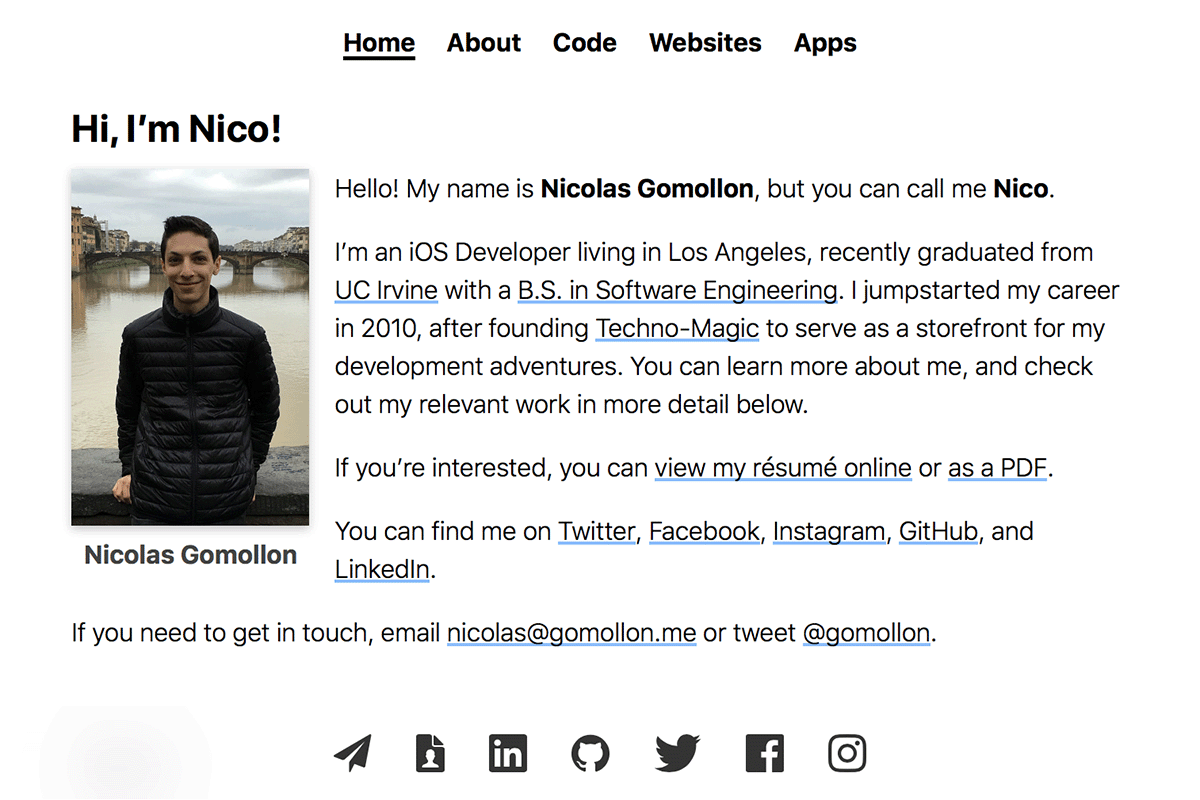 Home About Code Websites Apps
Hi, I’m Nico!
Hello! My name is Nicolas Gomollon, but you can call me Nico.
I’m an iOS Developer living in Los Angeles, recently graduated from
UC Irvine with a B.S. in Software Engineering. I jumpstarted my career
in 2010, after founding Techno-Magic to serve as a storefront for my
development adventures. You can learn more about me, and check
out my relevant work in more detail below.
If you’re interested, you can view my résumé online or as a PDF.
You can find me on Twitter, Facebook, Instagram, GitHub, and
LinkedIn.
Nicolas Gomollon
If you need to get in touch, email nicolas@gomollon.me or tweet @gomollon.
in